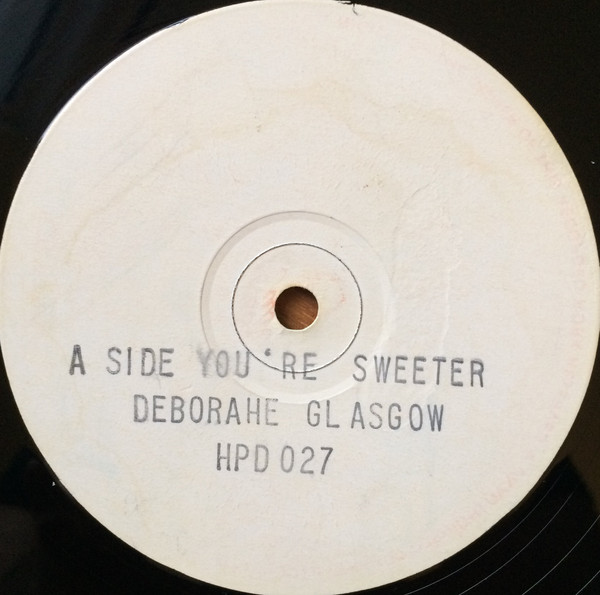 A SIDE YOU'RE SWEETER
DEBORAHE GLASGOW
HPD 027